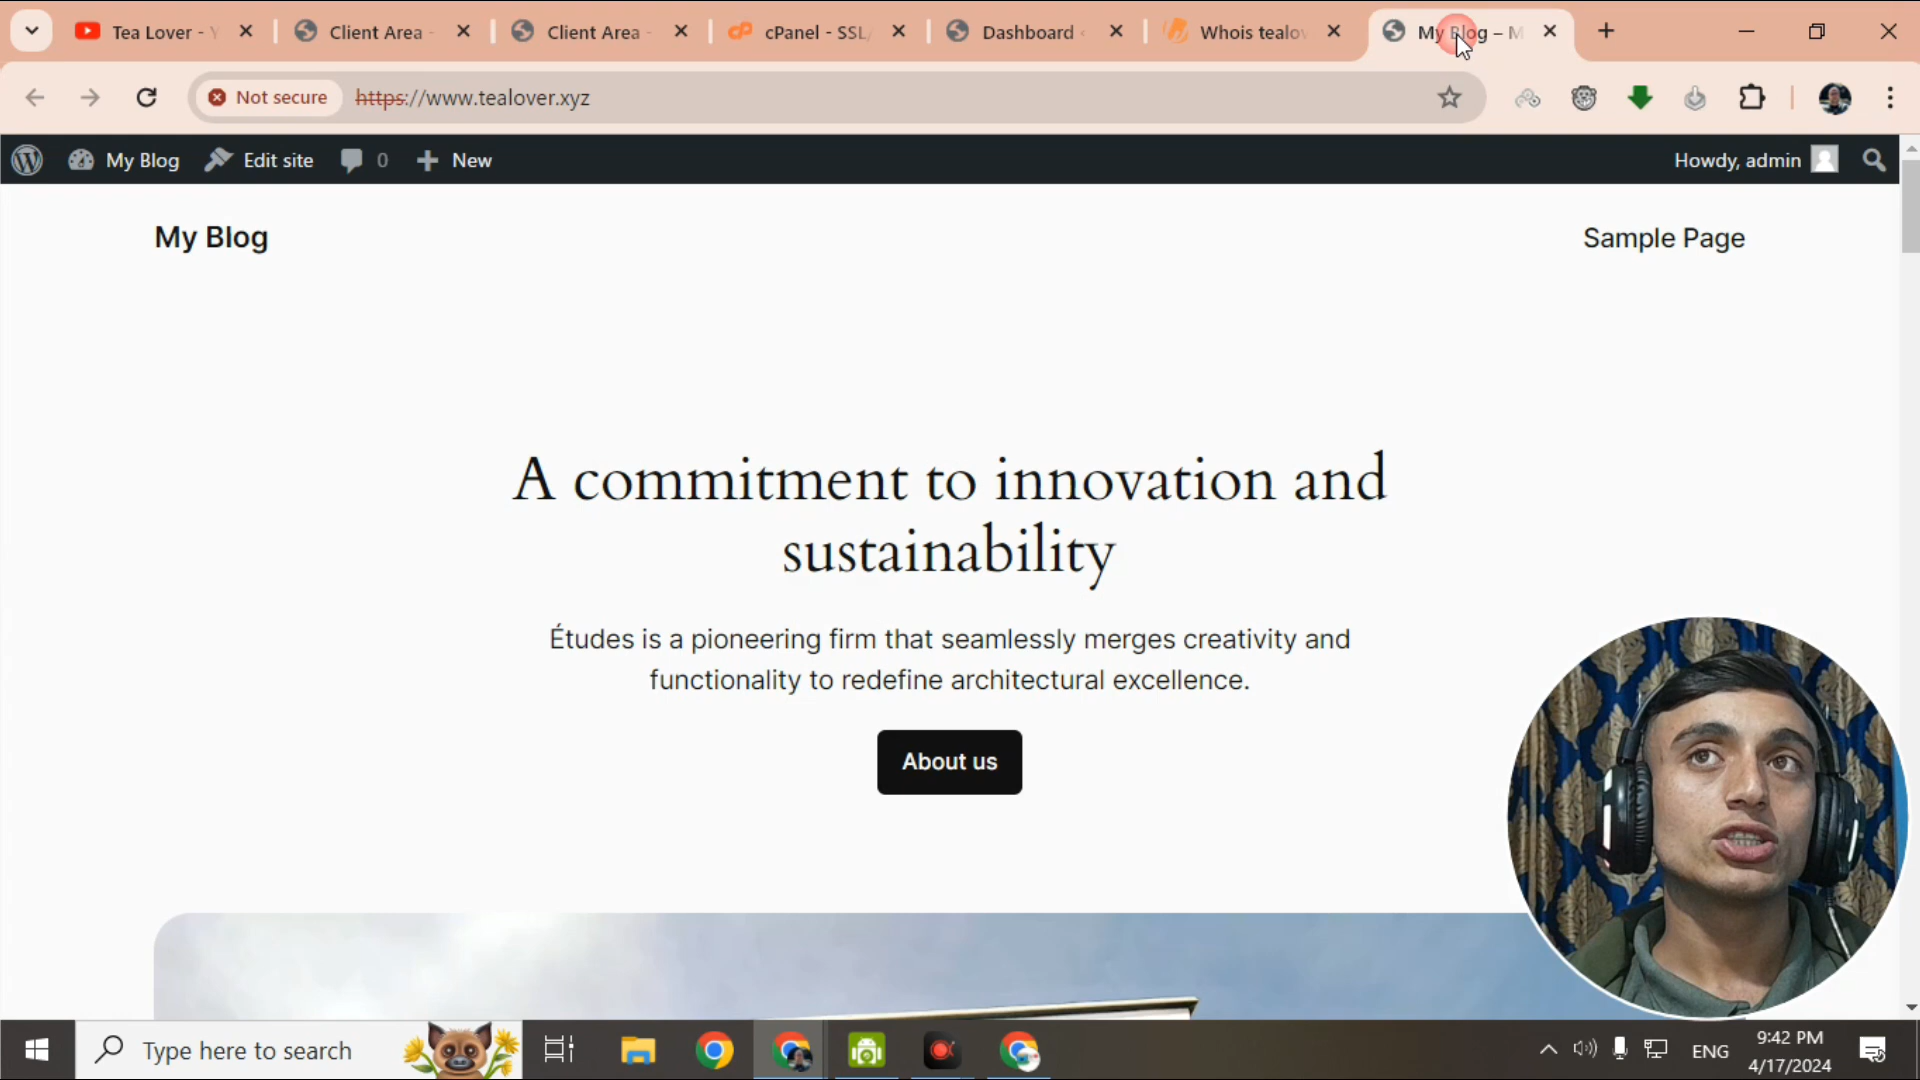 Tea Lover - Y
Client Area -
Client Area -
cPanel - SSL/
Dashboard ‹
Whois tealov
My Blog – M
Not secure
https://www.tealover.xyz
My Blog
Edit site
0
New
Howdy, admin
My Blog
Sample Page
A commitment to innovation and
sustainability
Études is a pioneering firm that seamlessly merges creativity and
functionality to redefine architectural excellence.
About us
Type here to search
ENG
9:42 PM
4/17/2024